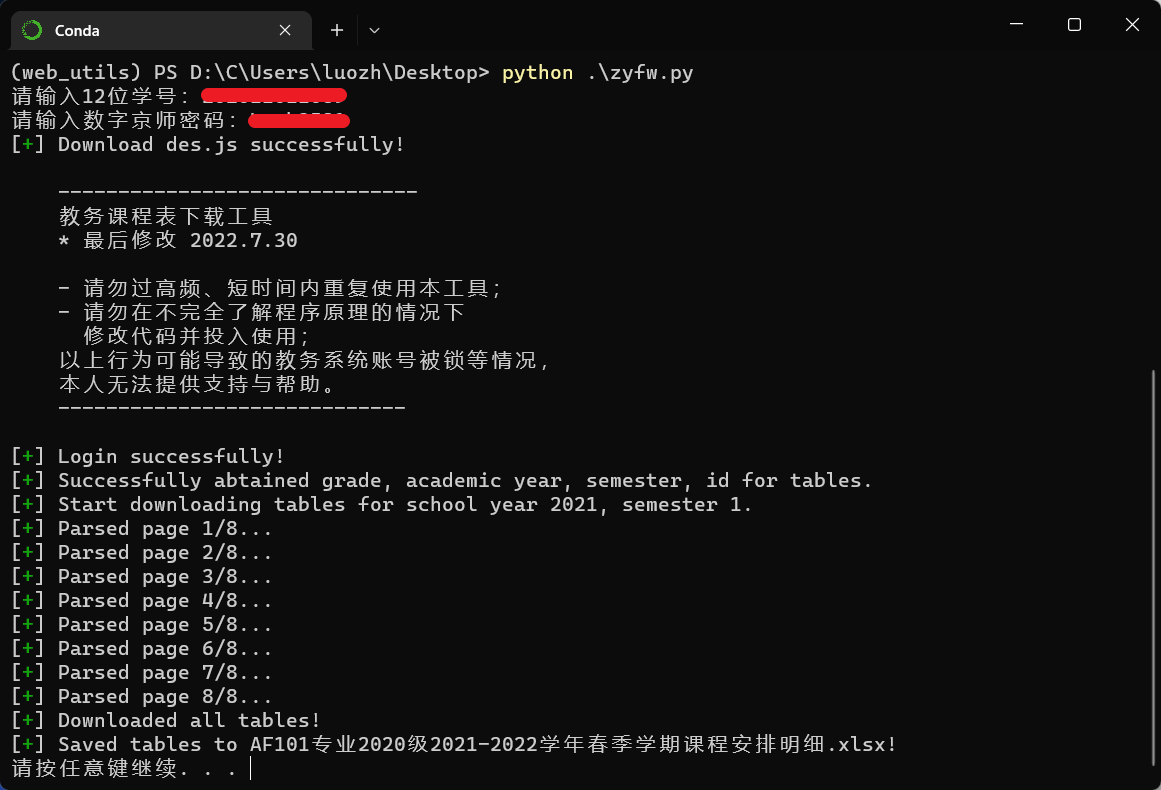 Conda
(web_utils) PS D:\C\Users\luozh\Desktop> python .\zyfw.py
请输入12位学号：
请输入数字京师密码：
[+] Download des.js successfully!
------------------------------
教务课程表下载工具
* 最后修改 2022.7.30
- 请勿过高频、短时间内重复使用本工具；
- 请勿在不完全了解程序原理的情况下
修改代码并投入使用；
以上行为可能导致的教务系统账号被锁等情况，
本人无法提供支持与帮助。
-----------------------------
[+] Login successfully!
[+] Successfully abtained grade, academic year, semester, id for tables.
[+] Start downloading tables for school year 2021, semester 1.
[+] Parsed page 1/8...
[+] Parsed page 2/8...
[+] Parsed page 3/8...
[+] Parsed page 4/8...
[+] Parsed page 5/8...
[+] Parsed page 6/8...
[+] Parsed page 7/8...
[+] Parsed page 8/8...
[+] Downloaded all tables!
[+] Saved tables to AF101专业2020级2021-2022学年春季学期课程安排明细.xlsx!
请按任意键继续. . .